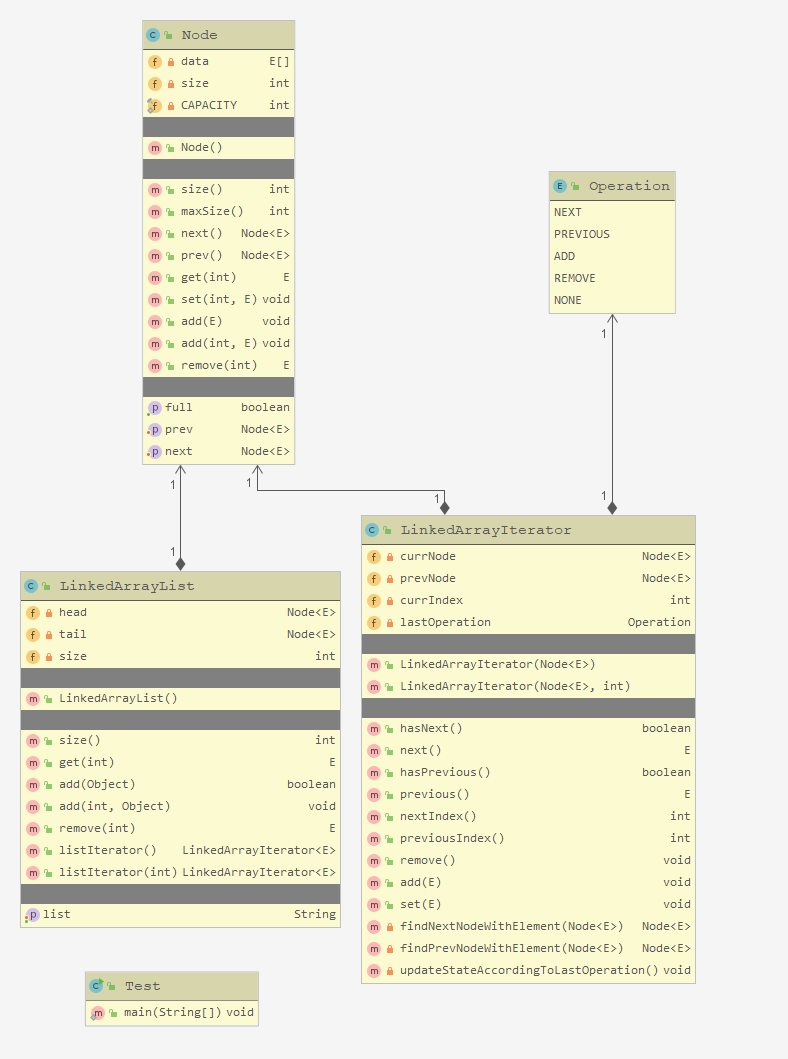 Node
data E[]
size int
CAPACITY int
Node()
size() int
maxSize() int
next() Node<E>
prev() Node<E>
get(int) E
set(int, E) void
add(E) void
add(int, E) void
remove(int) E
full boolean
prev Node<E>
next Node<E>
Operation
NEXT
PREVIOUS
ADD
REMOVE
NONE
1
1
1
1
1
1
LinkedArrayList
head Node<E>
tail Node<E>
size int
LinkedArrayList()
size() int
get(int) E
add(Object) boolean
add(int, Object) void
remove(int) E
listIterator() LinkedArrayIterator<E>
listIterator(int) LinkedArrayIterator<E>
list String
LinkedArrayIterator
currNode Node<E>
prevNode Node<E>
currIndex int
lastOperation Operation
LinkedArrayIterator(Node<E>)
LinkedArrayIterator(Node<E>, int)
hasNext() boolean
next() E
hasPrevious() boolean
previous() E
nextIndex() int
previousIndex() int
remove() void
add(E) void
set(E) void
findNextNodeWithElement(Node<E>) Node<E>
findPrevNodeWithElement(Node<E>) Node<E>
updateStateAccordingToLastOperation() void
Test
main(String[]) void